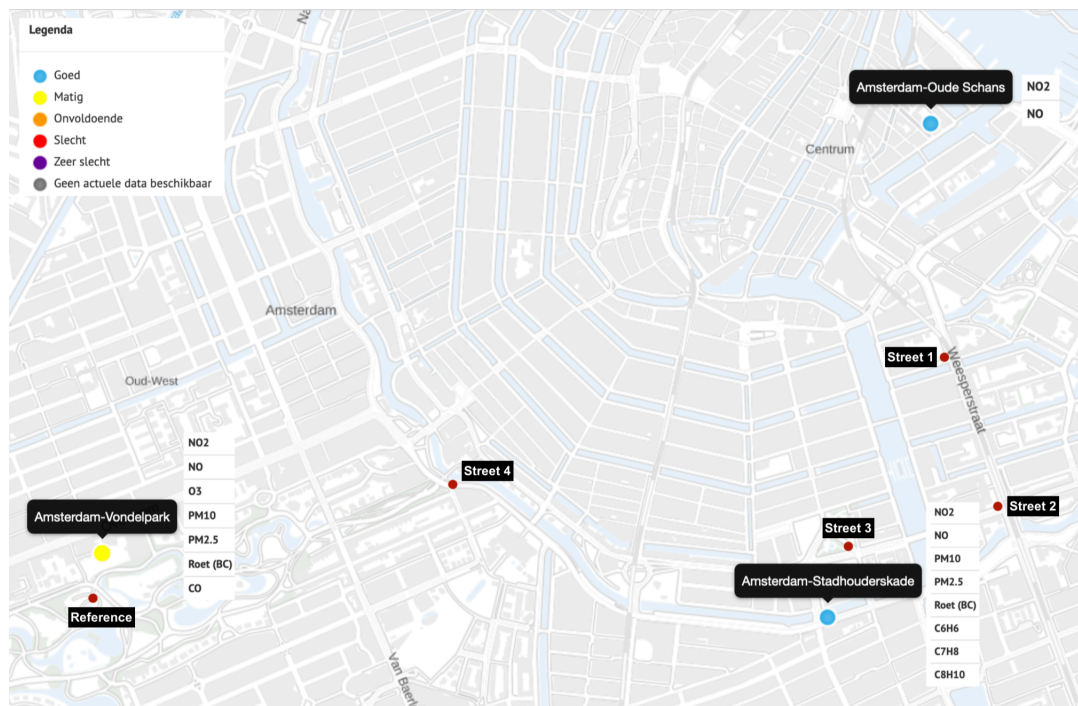 Legenda
Goed
Matig
Onvoldoende
Slecht
Zeer slecht
Geen actuele data beschikbaar
Na
Amsterdam-Oude Schans
NO2
NO
Centrum
Amsterdam
Street 1
Weesperstraat
Oud-West
NO2
NO
O3
PM10
PM2.5
Roet (BC)
CO
Amsterdam-Vondelpark
Reference
Street 4
Street 2
Street 3
NO2
NO
PM10
PM2.5
Roet (BC)
C6H6
C7H8
C8H10
Amsterdam-Stadhouderskade
Van Baerl